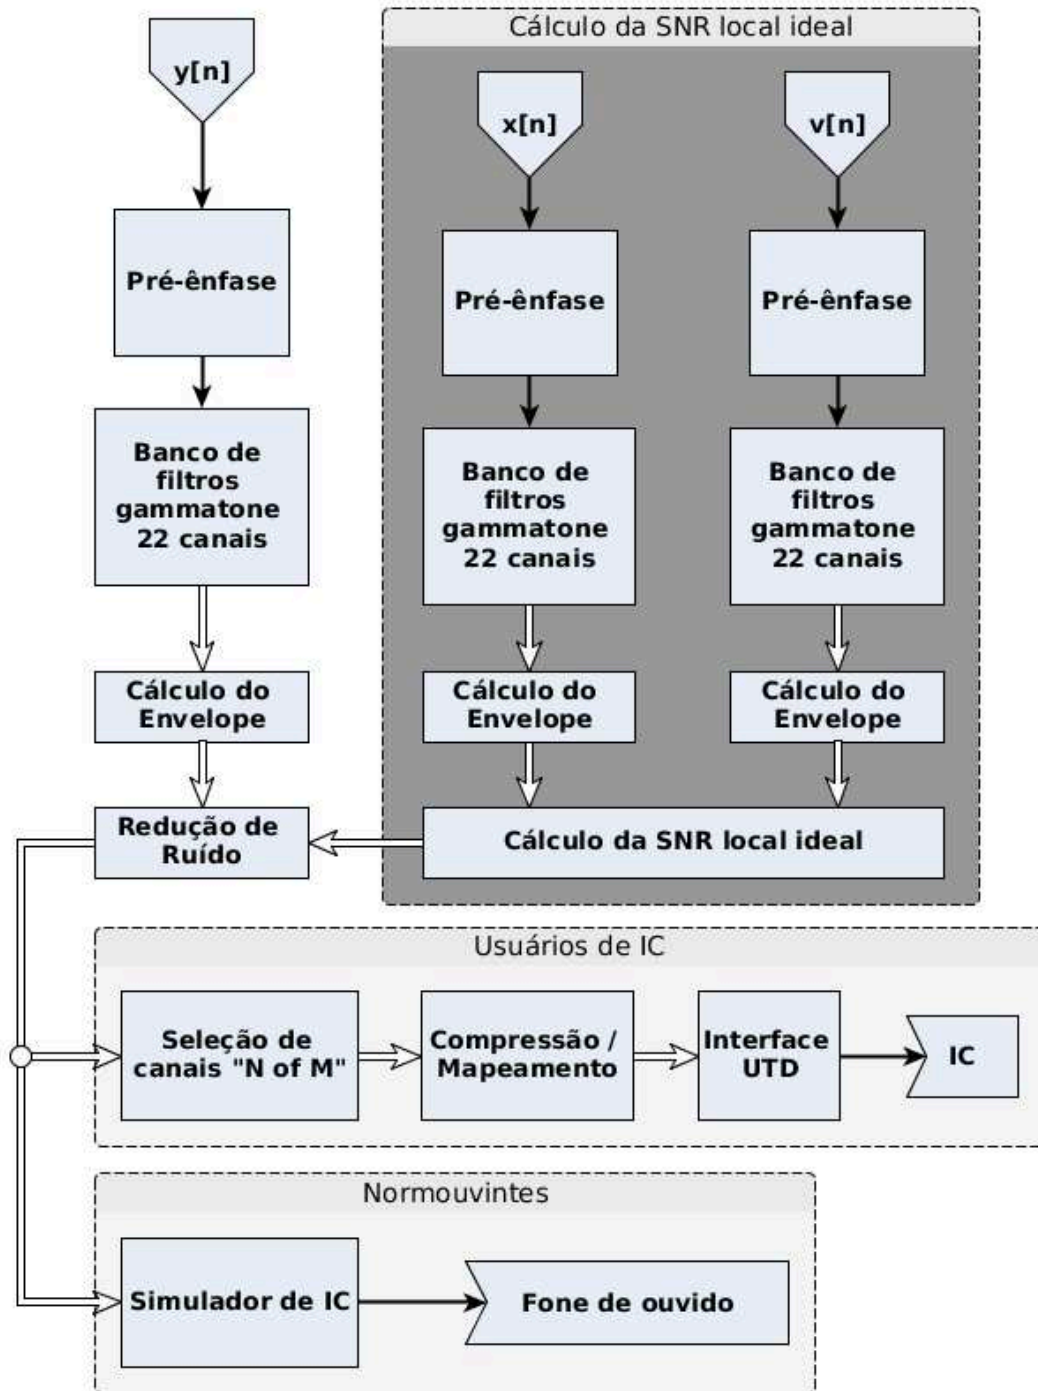 Cálculo da SNR local ideal
y[n]
x[n]
v[n]
Pré-ênfase
Pré-ênfase
Pré-ênfase
Banco de
filtros
gammatone
22 canais
Banco de
filtros
gammatone
22 canais
Banco de
filtros
gammatone
22 canais
Cálculo do
Envelope
Cálculo do
Envelope
Cálculo do
Envelope
Redução de
Ruído
Cálculo da SNR local ideal
Usuários de IC
Seleção de
canais "N of M"
Compressão /
Mapeamento
Interface
UTD
IC
Normouvintes
Simulador de IC
Fone de ouvido